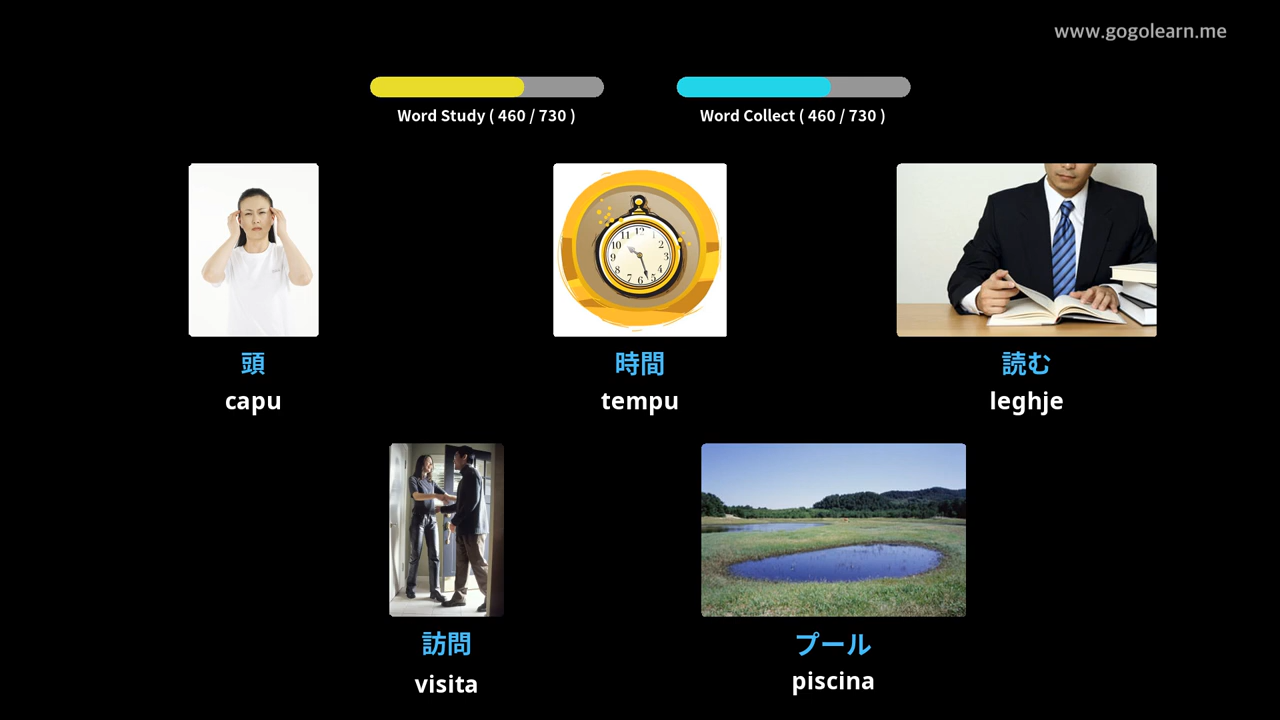 www.gogolearn.me
Word Study ( 460 / 730 )
Word Collect ( 460 / 730 )
頭
capu
時間
tempu
読む
leghje
訪問
visita
プール
piscina